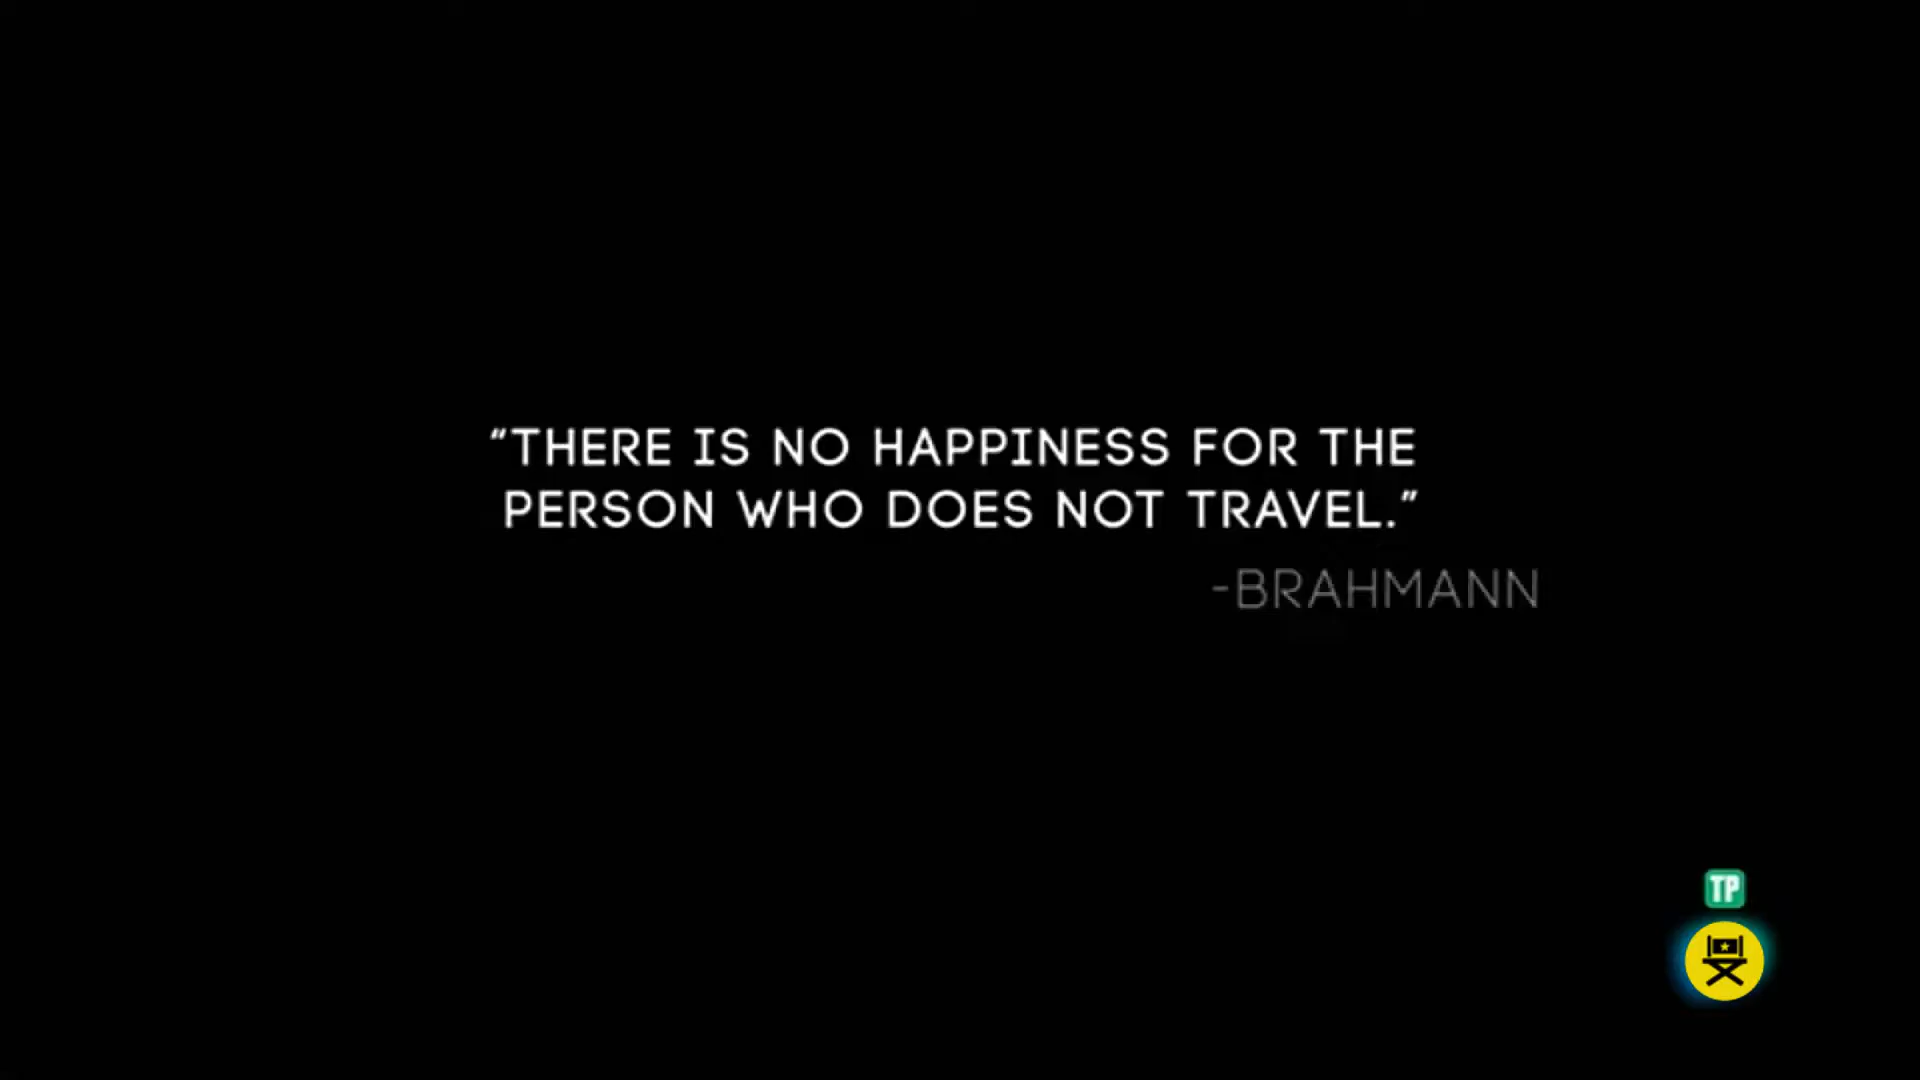 “THERE IS NO HAPPINESS FOR THE
PERSON WHO DOES NOT TRAVEL.”
-BRAHMANN
TP